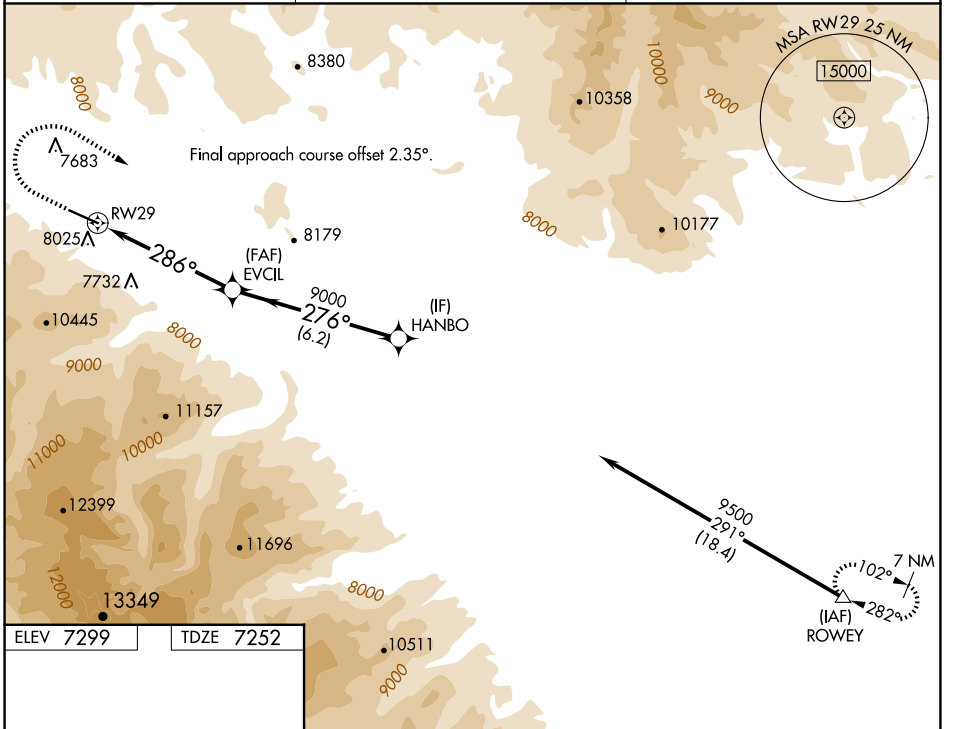 MSA RW29 25 NM
15000
8380
8000
10000
10358
9000
7683
Final approach course offset 2.35°.
RW29
8025
8179
8000
10177
286°
(FAF)
EVCIL
7732
9000
276°
(6.2)
(IF)
HANBO
10445
8000
9000
11157
11000
10000
12399
9500
291°
(18.4)
11696
7 NM
102°
282°
12000
8000
13349
(IAF)
ROWEY
ELEV 7299
TDZE 7252
10511
9000